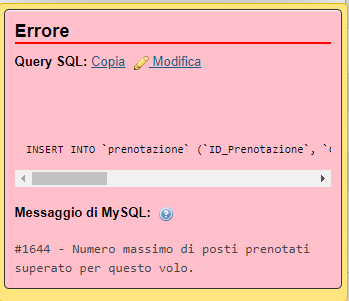 Errore
Query SQL: Copia Modifica
INSERT INTO `prenotazione` (`ID_Prenotazione`, `
Messaggio di MySQL:
#1644 - Numero massimo di posti prenotati
superato per questo volo.